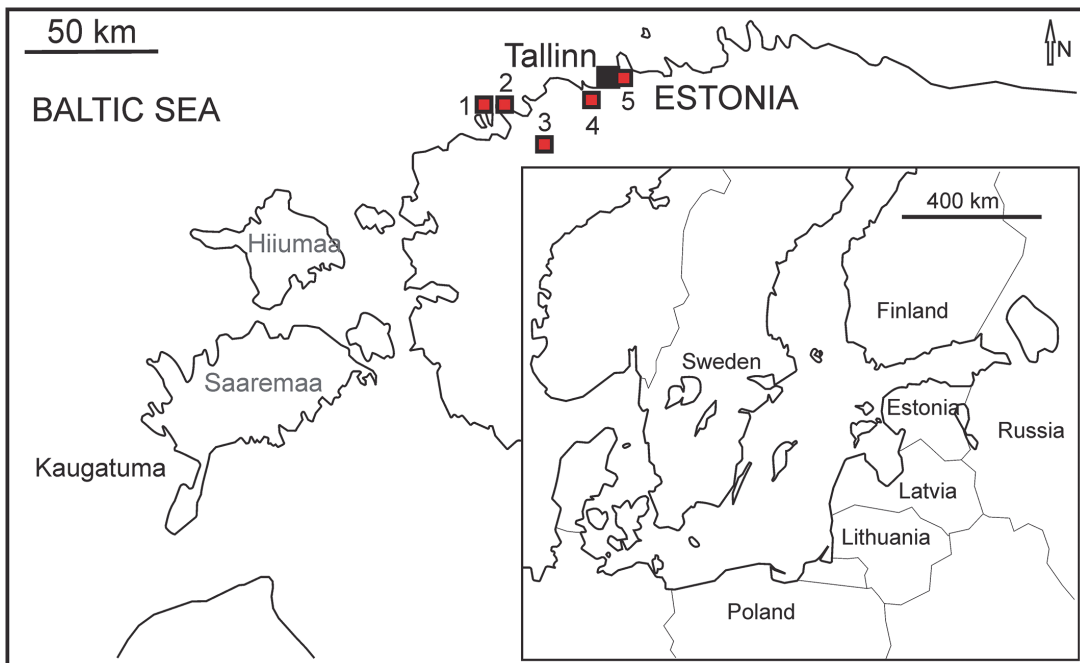 50 km
N
Tallinn
BALTIC SEA
1
2
5
ESTONIA
4
3
400 km
Hiiumaa
Finland
Sweden
Saaremaa
Estonia
Russia
Kaugatuma
Latvia
Lithuania
Poland